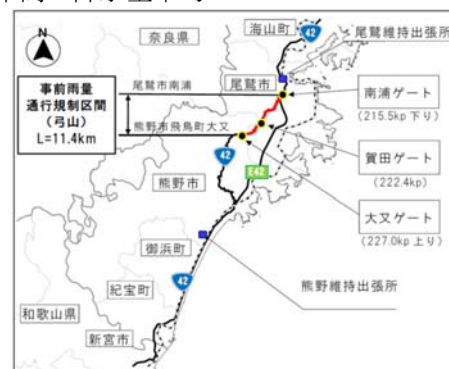 海山町
42
尾鷲維持出張所
奈良県
N
事前雨量
通行規制区間
(弓山)
L=11.4km
尾鷲市南浦
尾鷲市
南浦ゲート
(215.5kp 下り)
熊野市飛鳥町大又
賀田ゲート
(222.4kp)
42
E42
熊野市
大又ゲート
(227.0kp 上り)
御浜町
42
紀宝町
熊野維持出張所
和歌山県
新宮市